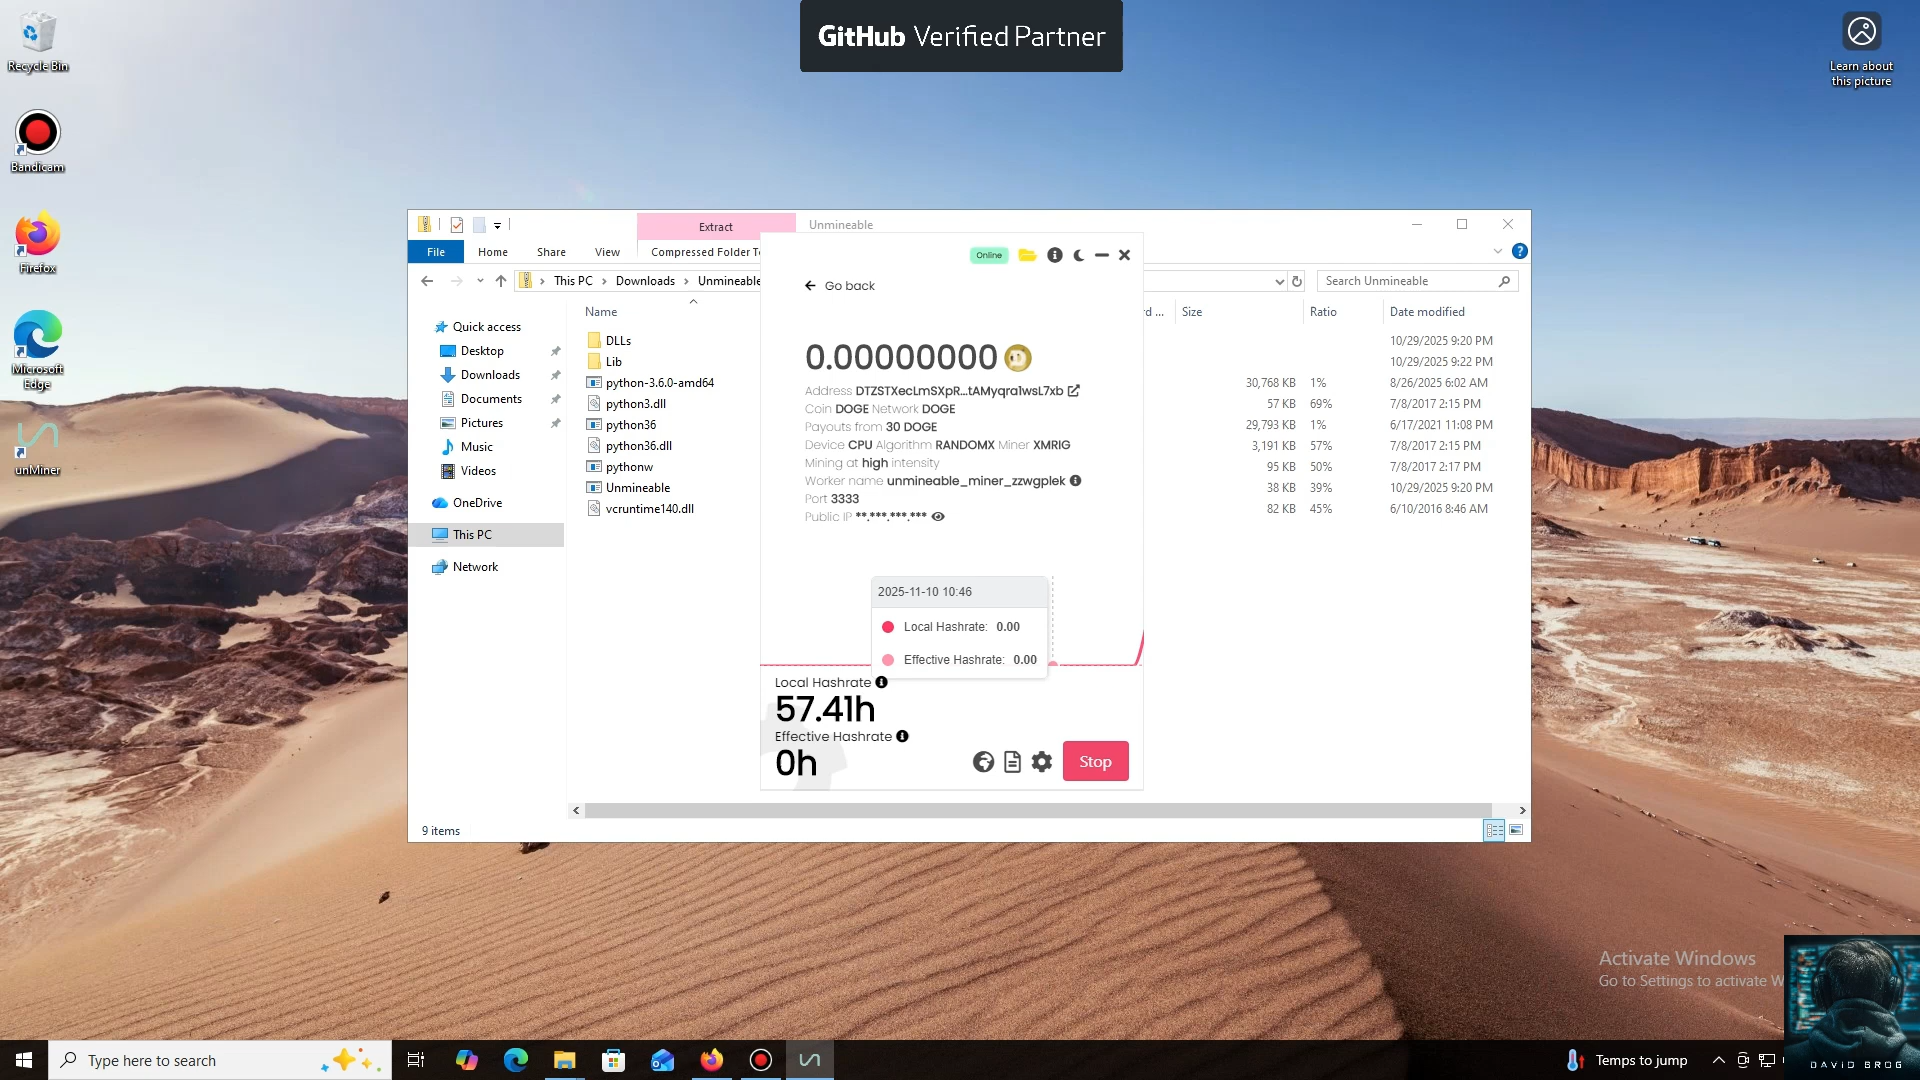 GitHub Verified Partner
Recycle Bin
Bandicam
Firefox
Microsoft
Edge
unMiner
Learn about
this picture
Extract
Unmineable
File
Home
Share
View
Compressed Folder To
This PC
Downloads
Unmineable
Search Unmineable
Name
Size
Ratio
Date modified
Quick access
Desktop
Downloads
Documents
Pictures
Music
Videos
OneDrive
This PC
Network
DLLs 10/29/2025 9:20 PM
Lib 10/29/2025 9:22 PM
python-3.6.0-amd64 30,768 KB 1% 8/26/2025 6:02 AM
python3.dll 57 KB 69% 7/8/2017 2:15 PM
python36 29,793 KB 1% 6/17/2021 11:08 PM
python36.dll 3,191 KB 57% 7/8/2017 2:15 PM
pythonw 95 KB 50% 7/8/2017 2:17 PM
Unmineable 38 KB 39% 10/29/2025 9:20 PM
vcruntime140.dll 82 KB 45% 6/10/2016 8:46 AM
9 items
Online
Go back
0.00000000
Address DTZSTXecLmSXpR...tAMyqra1wsL7xb
Coin DOGE Network DOGE
Payouts from 30 DOGE
Device CPU Algorithm RANDOMX Miner XMRIG
Mining at high intensity
Worker name unmineable_miner_zzwgplek
Port 3333
Public IP **.***.***.***
2025-11-10 10:46
Local Hashrate: 0.00
Effective Hashrate: 0.00
Local Hashrate
57.41h
Effective Hashrate
0h
Stop
Activate Windows
Go to Settings to activate W
DAVID BROG
Type here to search
Temps to jump